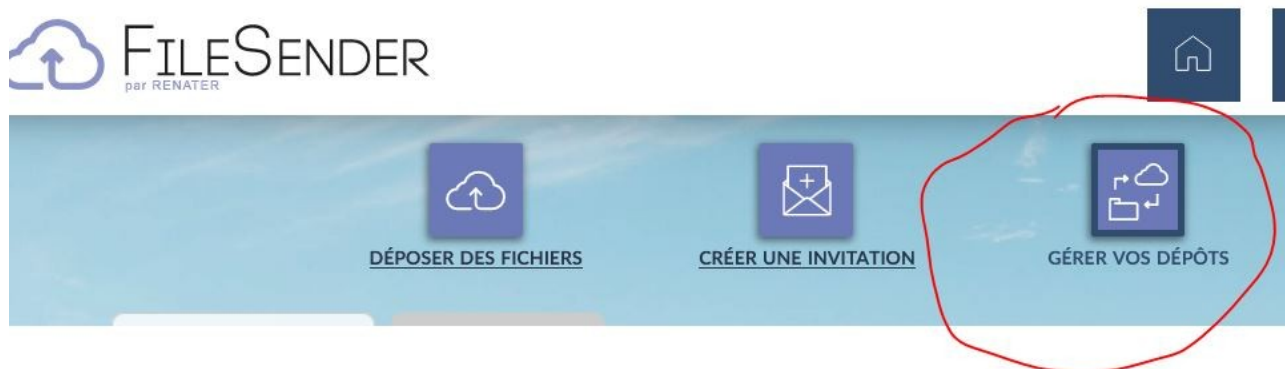 FILESENDER
par RENATER
DÉPOSER DES FICHIERS
CRÉER UNE INVITATION
GÉRER VOS DÉPÔTS